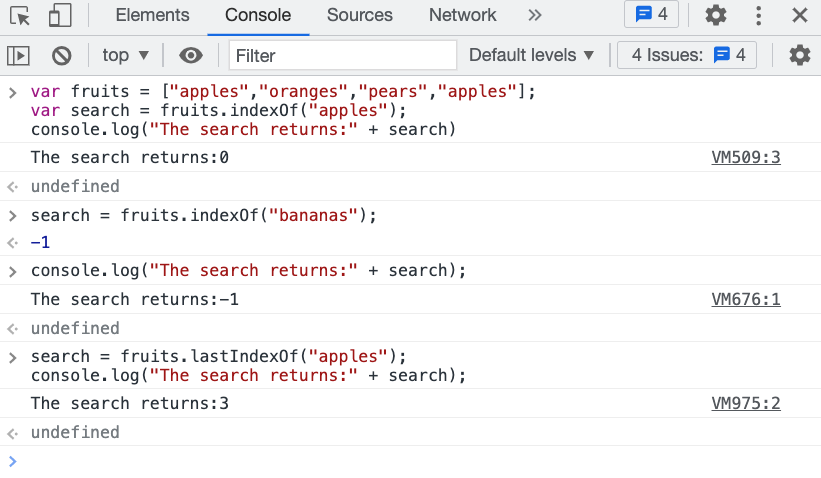 Elements Console Sources Network » 4
top ▼ Filter Default levels ▼ 4 Issues: 4
> var fruits = ["apples","oranges","pears","apples"];
var search = fruits.indexOf("apples");
console.log("The search returns:" + search)
The search returns:0 VM509:3
undefined
> search = fruits.indexOf("bananas");
-1
> console.log("The search returns:" + search);
The search returns:-1 VM676:1
undefined
> search = fruits.lastIndexOf("apples");
console.log("The search returns:" + search);
The search returns:3 VM975:2
undefined
>